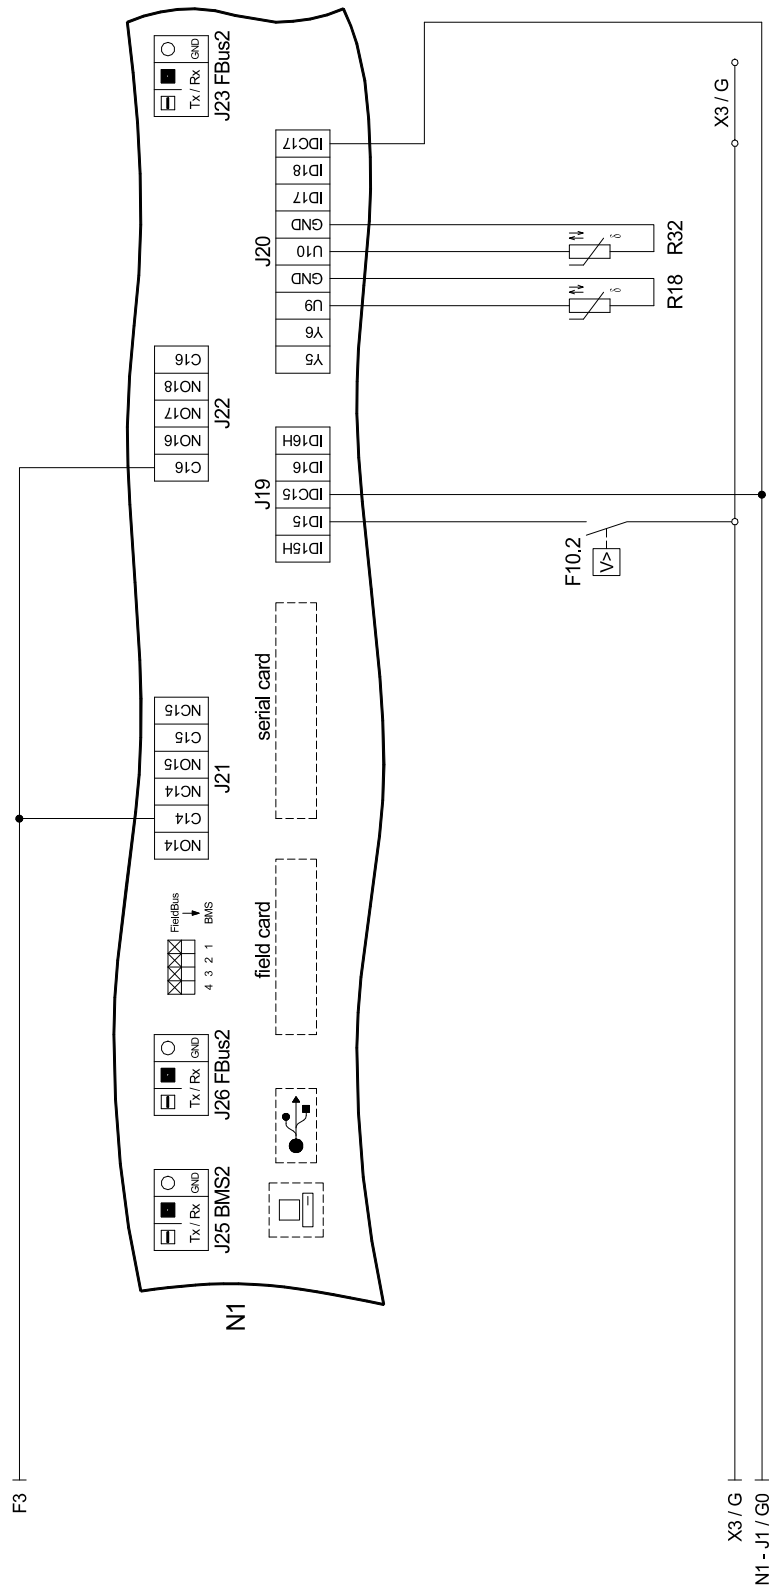 F3
N1
J25 BMS2
Tx / Rx
GND
J26 FBus2
Tx / Rx
GND
4 3 2 1
FieldBus
BMS
J21
NO14
C14
NC14
NO15
C15
NC15
J22
C16
NO16
NO17
NO18
C16
J23 FBus2
Tx / Rx
GND
field card
serial card
J19
ID15H
ID15
IDC15
ID16
ID16H
J20
Y5
Y6
U9
GND
U10
GND
ID17
ID18
IDC17
F10.2
V>
R18
δ
R32
δ
X3 / G
X3 / G
N1 - J1 / G0